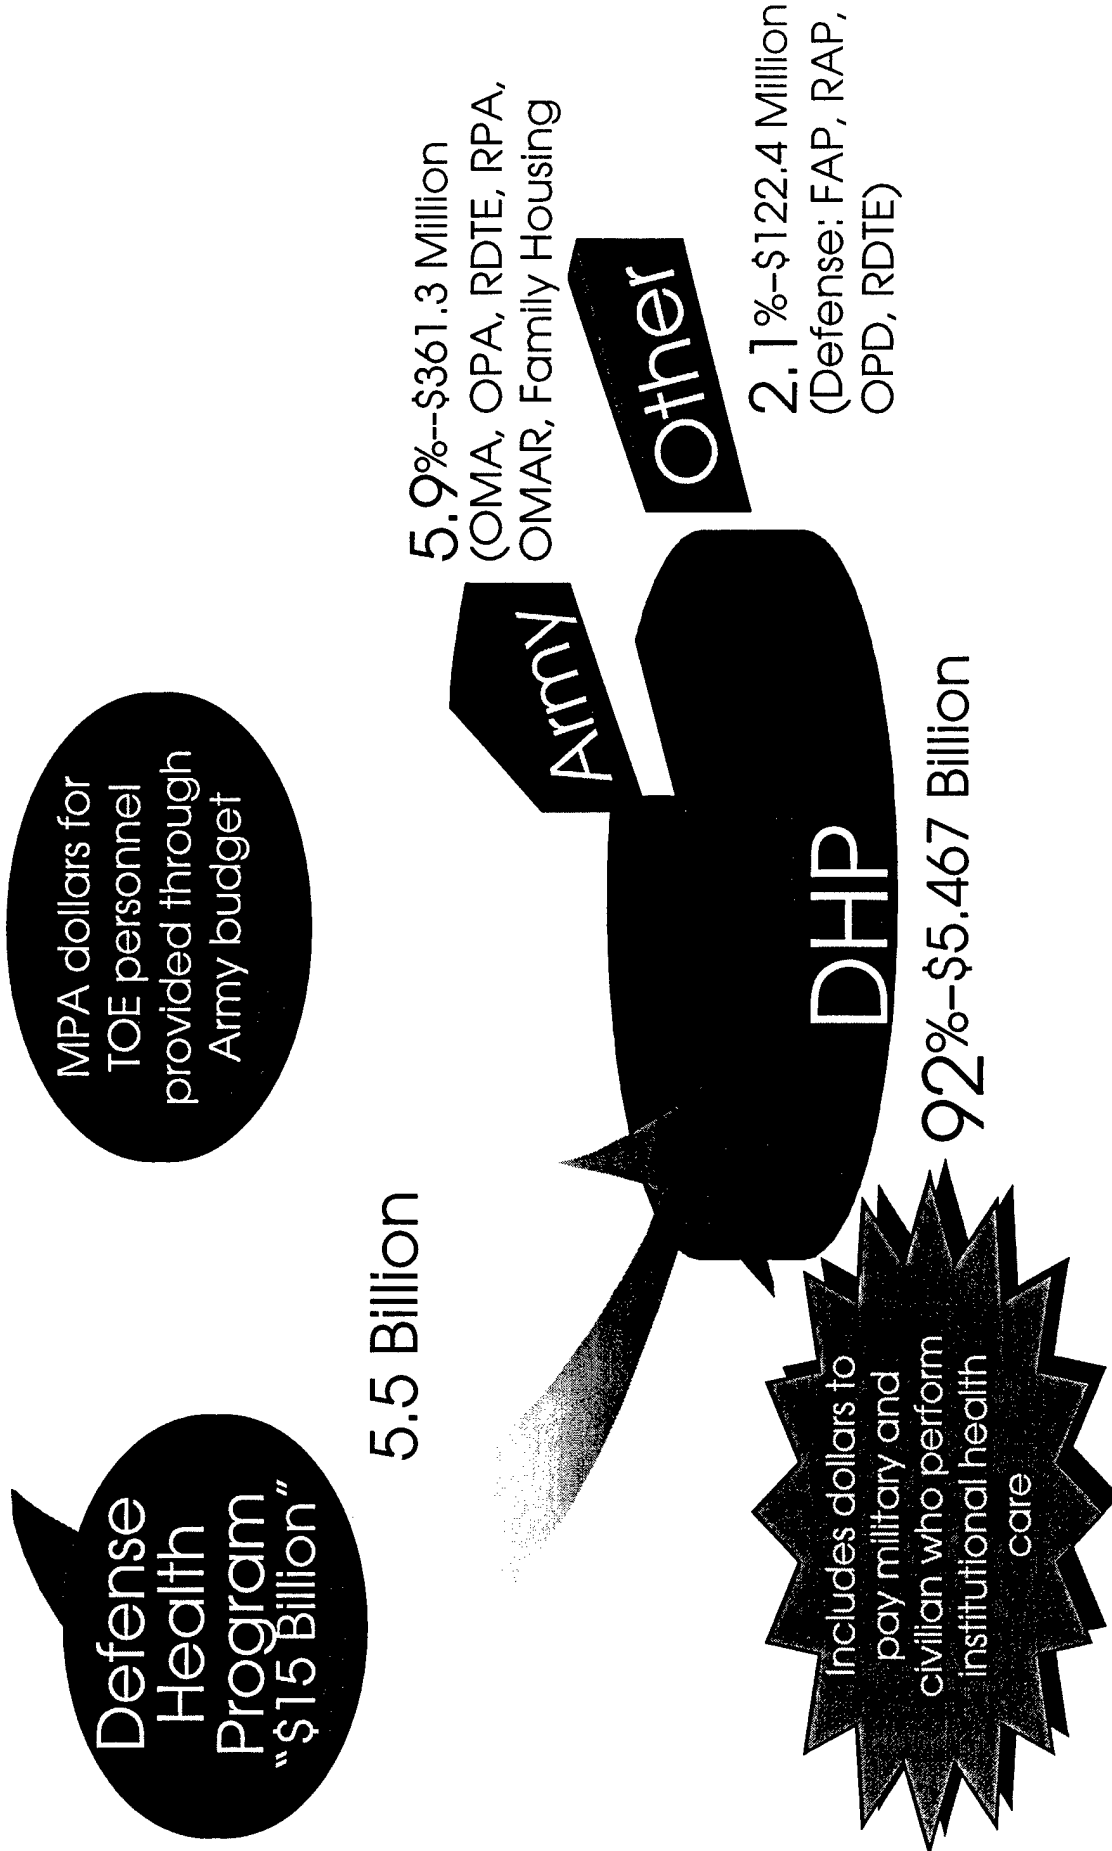 Defense
Health
Program
"$15 Billion"
MPA dollars for
TOE personnel
provided through
Army budget
5.5 Billion
5.9%--$361.3 Million
(OMA, OPA, RDTE, RPA,
OMAR, Family Housing
Army
Other
DHP
2.1%–$122.4 Million
(Defense: FAP, RAP,
OPD, RDTE)
92%–$5.467 Billion
Includes dollars to
pay military and
civilian who perform
institutional health
care